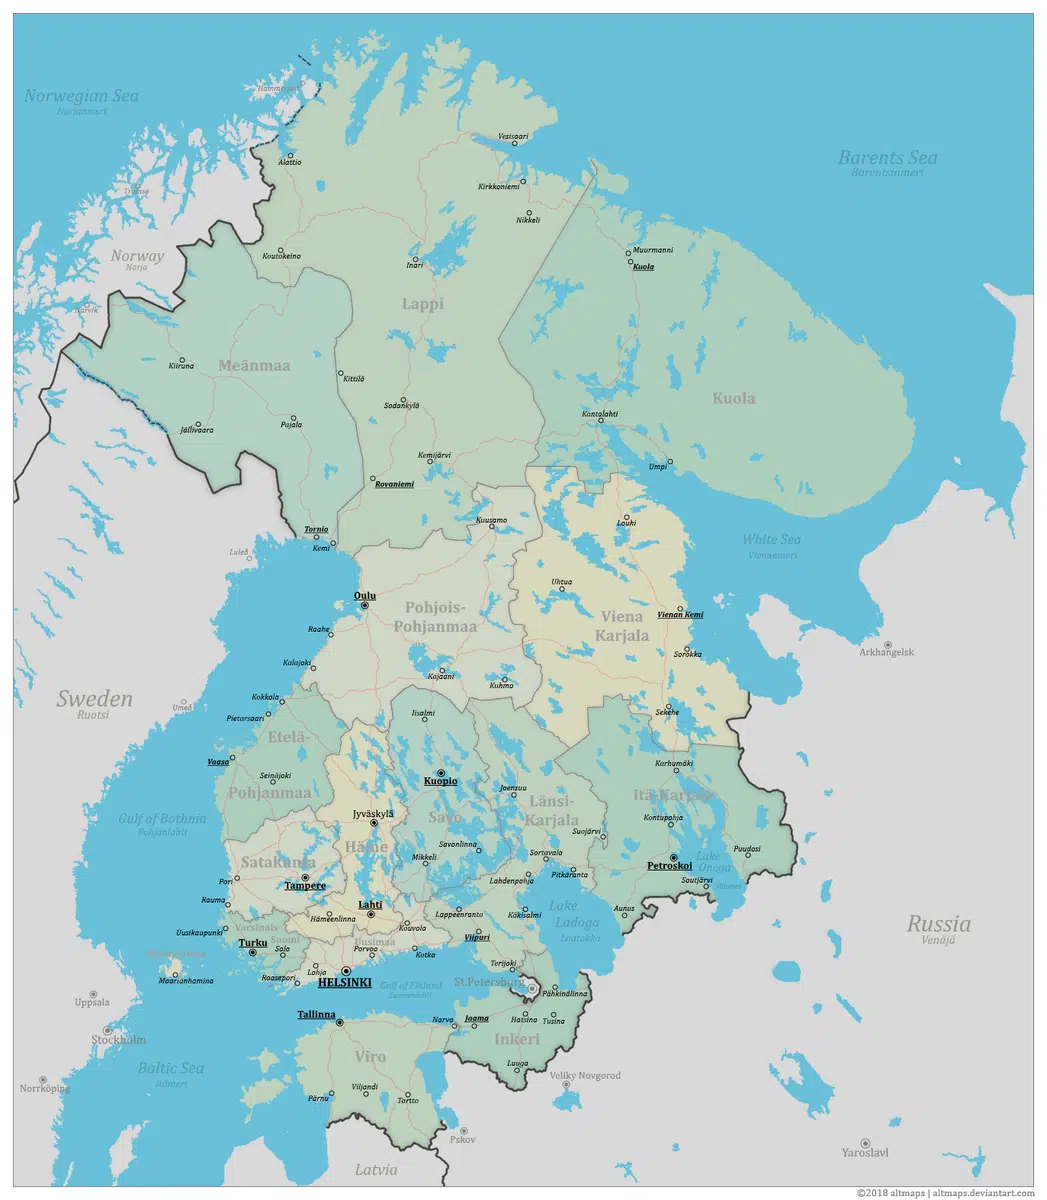 Norwegian Sea
Norjanmeri
Hammerfest
Vesisaari
Alattio
Barents Sea
Barentsinmeri
Kirkkoniemi
Tromsø
Nikkeli
Norway
Norja
Koutokeino
Inari
Muurmanni
Kuola
Narvik
Lappi
Kiiruna
Meänmaa
Kittilä
Kuola
Sodankylä
Kantalahti
Jällivaara
Pajala
Kemijärvi
Umpi
Rovaniemi
Kuusamo
Louhi
Tornio
Kemi
Luleå
White Sea
Vienanmeri
Uhtua
Oulu
Pohjois-
Pohjanmaa
Viena
Karjala
Vienan Kemi
Raahe
Sorokka
Arkhangelsk
Kalajoki
Kajaani
Kuhmo
Sweden
Ruotsi
Umeå
Kokkola
Pietarsaari
Iisalmi
Sekehe
Etelä-
Pohjanmaa
Vaasa
Seinäjoki
Kuopio
Karhumäki
Joensuu
Länsi-
Karjala
Itä-Karjala
Gulf of Bothnia
Pohjanlahti
Jyväskylä
Savo
Kontupohja
Suojärvi
Häme
Savonlinna
Satakunta
Mikkeli
Sortavala
Puudosi
Lake
Onega
Ääninen
Petroskoi
Pitkäranta
Pori
Tampere
Lahdenpohja
Soutjärvi
Rauma
Lahti
Hämeenlinna
Lappeenranta
Käkisalmi
Lake
Ladoga
Laatokka
Aunus
Russia
Venäjä
Uusikaupunki
Varsinais-
Suomi
Kouvola
Viipuri
Turku
Salo
Uusimaa
Porvoo
Kotka
Maarianhamina
Raasepori
Lohja
HELSINKI
Terijoki
St.Petersburg
Gulf of Finland
Suomenlahti
Pähkinälinna
Uppsala
Tallinna
Narva
Jaama
Hatsina
Tusina
Stockholm
Inkeri
Viro
Baltic Sea
Itämeri
Luuga
Veliky Novgorod
Norrköping
Viljandi
Pärnu
Tartto
Pskov
Yaroslavl
Latvia
©2018 altmaps | altmaps.deviantart.com